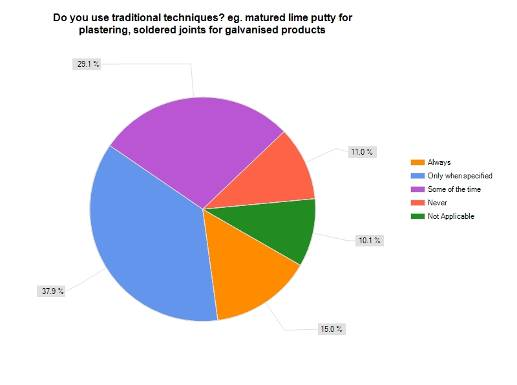 Do you use traditional techniques? eg. matured lime putty for
plastering, soldered joints for galvanised products
29.1 %
11.0 %
Always
Only when specified
Some of the time
Never
Not Applicable
10.1 %
37.9 %
15.0 %